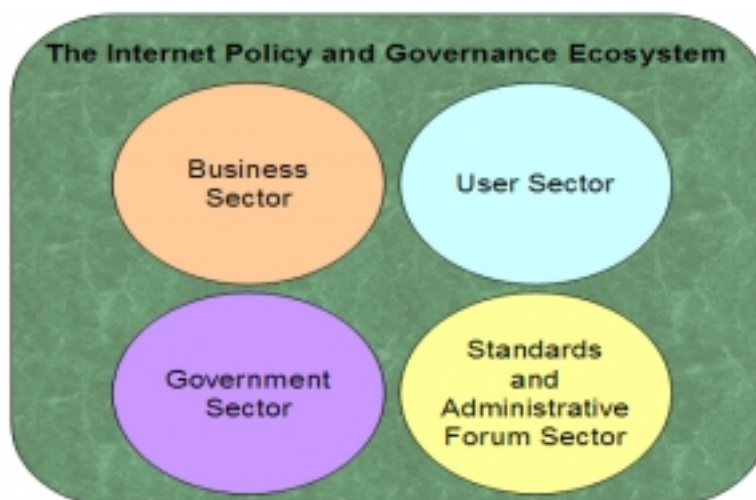 The Internet Policy and Governance Ecosystem
Business
Sector
User Sector
Government
Sector
Standards
and
Administrative
Forum Sector